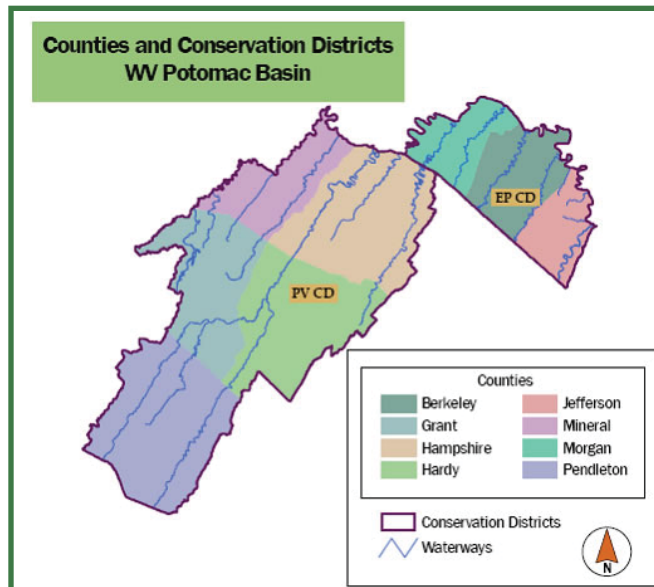 Counties and Conservation Districts
WV Potomac Basin
EP CD
PV CD
Counties
Berkeley
Grant
Hampshire
Hardy
Jefferson
Mineral
Morgan
Pendleton
Conservation Districts
Waterways
N